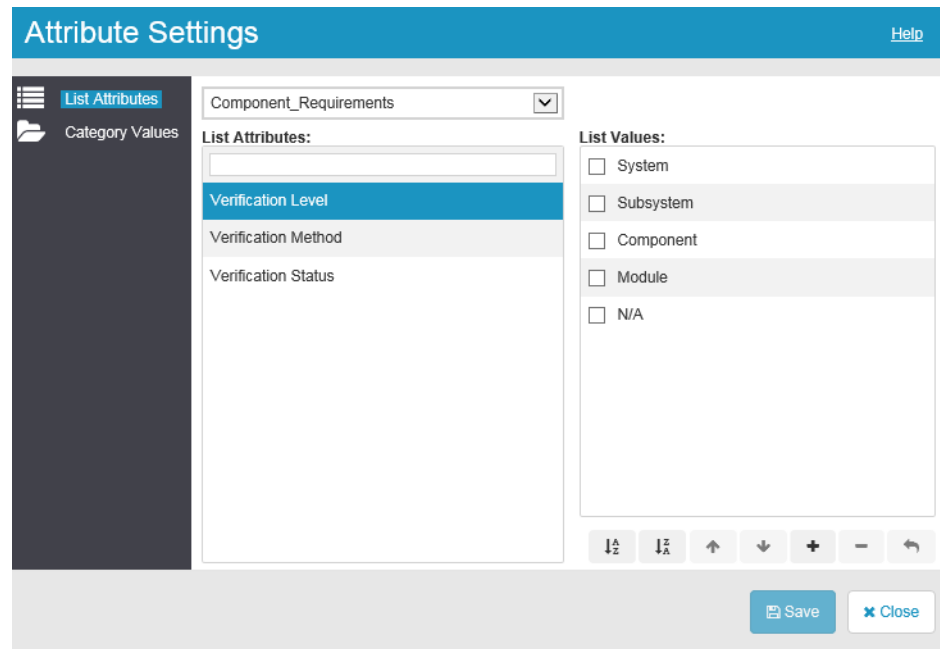 Attribute Settings
Help
List Attributes
Category Values
Component_Requirements
List Attributes:
Verification Level
Verification Method
Verification Status
List Values:
System
Subsystem
Component
Module
N/A
A
Z
Z
A
Save
Close